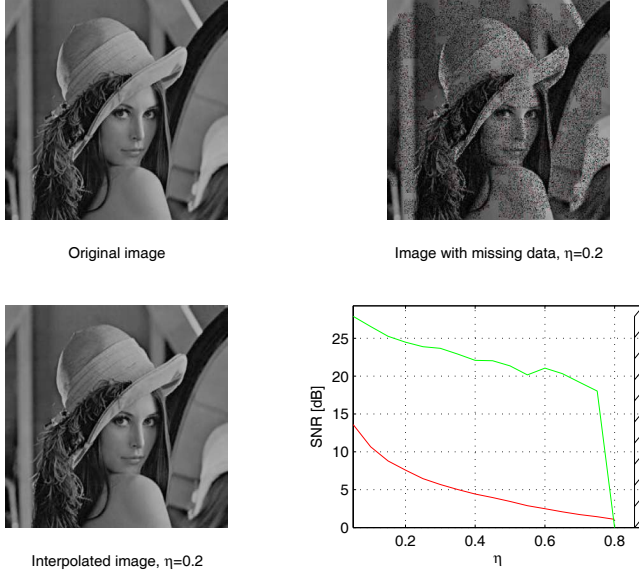 Original image
Image with missing data, η=0.2
Interpolated image, η=0.2
SNR [dB]
25
20
15
10
5
0
0.2 0.4 0.6 0.8
η